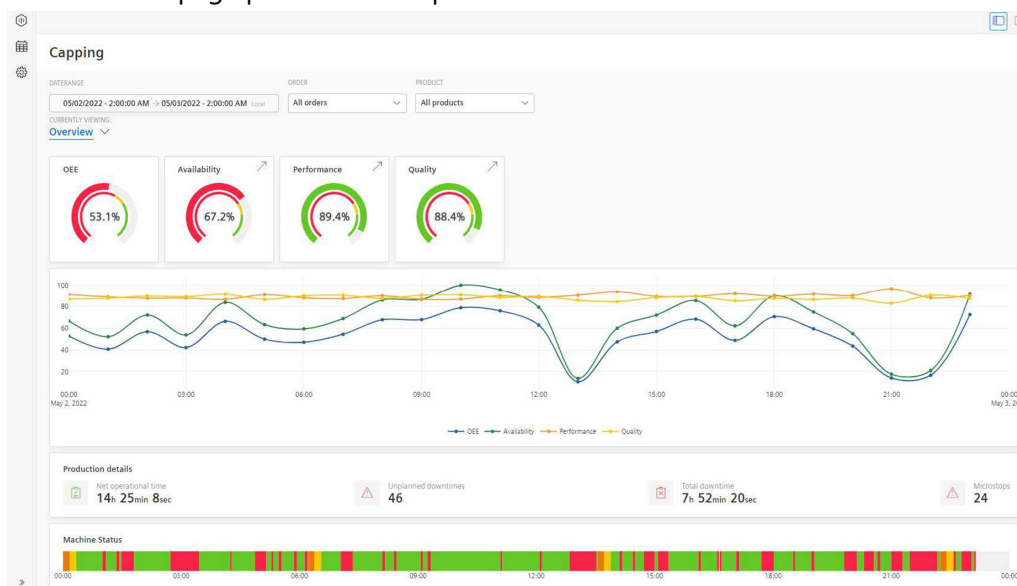 Capping
DATERANGE ORDER PRODUCT
05/02/2022 - 2:00:00 AM → 05/03/2022 - 2:00:00 AM Local All orders All products
CURRENTLY VIEWING:
Overview
OEE Availability Performance Quality
53.1% 67.2% 89.4% 88.4%
100
80
60
40
20
00:00 03:00 06:00 09:00 12:00 15:00 18:00 21:00 00:00
May 2, 2022 May 3, 20
OEE Availability Performance Quality
Production details
Net operational time Unplanned downtimes Total downtime Microstops
14h 25min 8sec 46 7h 52min 20sec 24
Machine Status
00:00 03:00 06:00 09:00 12:00 15:00 18:00 21:00 00:00